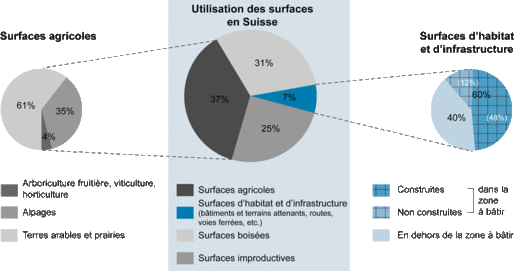 Utilisation des surfaces
en Suisse
Surfaces agricoles
Surfaces d'habitat
et d'infrastructure
61%
35%
4%
31%
37%
7%
25%
(12%)
60%
40%
(48%)
Arboriculture fruitière, viticulture,
horticulture
Alpages
Terres arables et prairies
Surfaces agricoles
Surfaces d'habitat et d'infrastructure
(bâtiments et terrains attenants, routes,
voies ferrées, etc.)
Surfaces boisées
Surfaces improductives
Construites
Non construites
dans la
zone
à bâtir
En dehors de la zone à bâtir